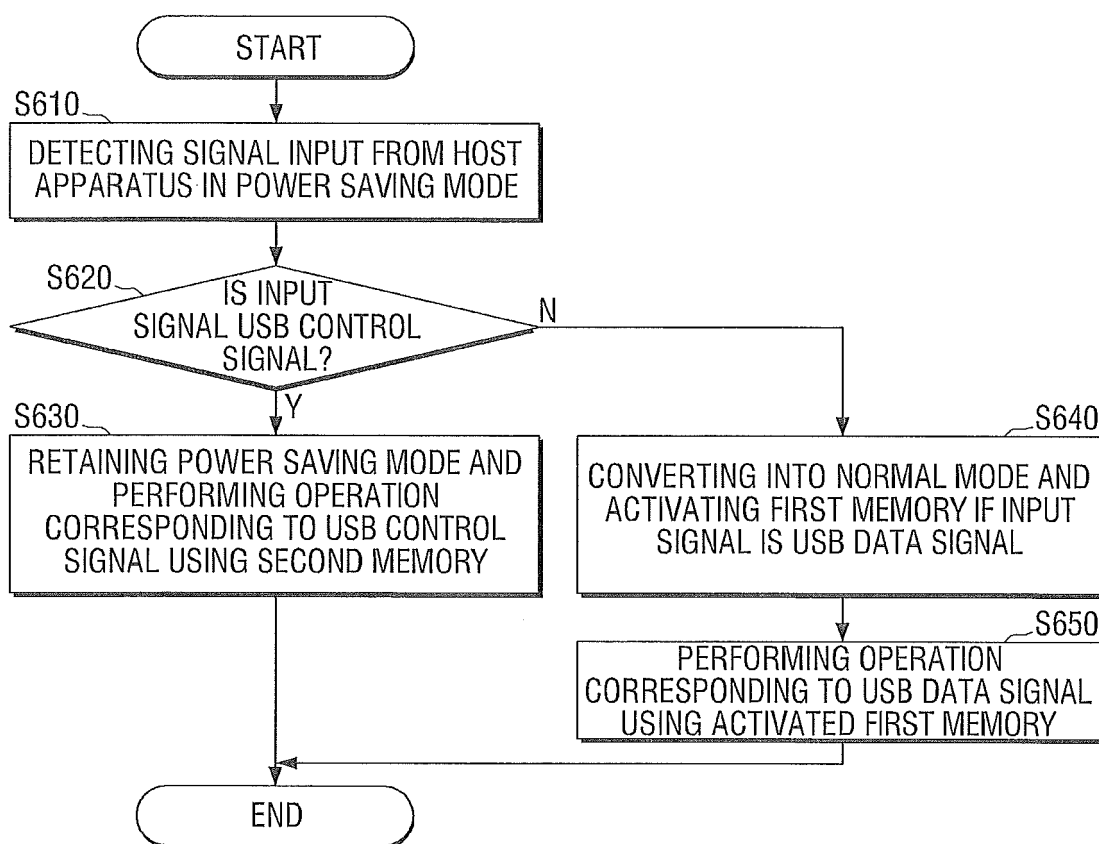 START
S610
DETECTING SIGNAL INPUT FROM HOST
APPARATUS IN POWER SAVING MODE
S620
IS INPUT
SIGNAL USB CONTROL
SIGNAL?
N
Y
S630
RETAINING POWER SAVING MODE AND
PERFORMING OPERATION
CORRESPONDING TO USB CONTROL
SIGNAL USING SECOND MEMORY
S640
CONVERTING INTO NORMAL MODE AND
ACTIVATING FIRST MEMORY IF INPUT
SIGNAL IS USB DATA SIGNAL
S650
PERFORMING OPERATION
CORRESPONDING TO USB DATA SIGNAL
USING ACTIVATED FIRST MEMORY
END